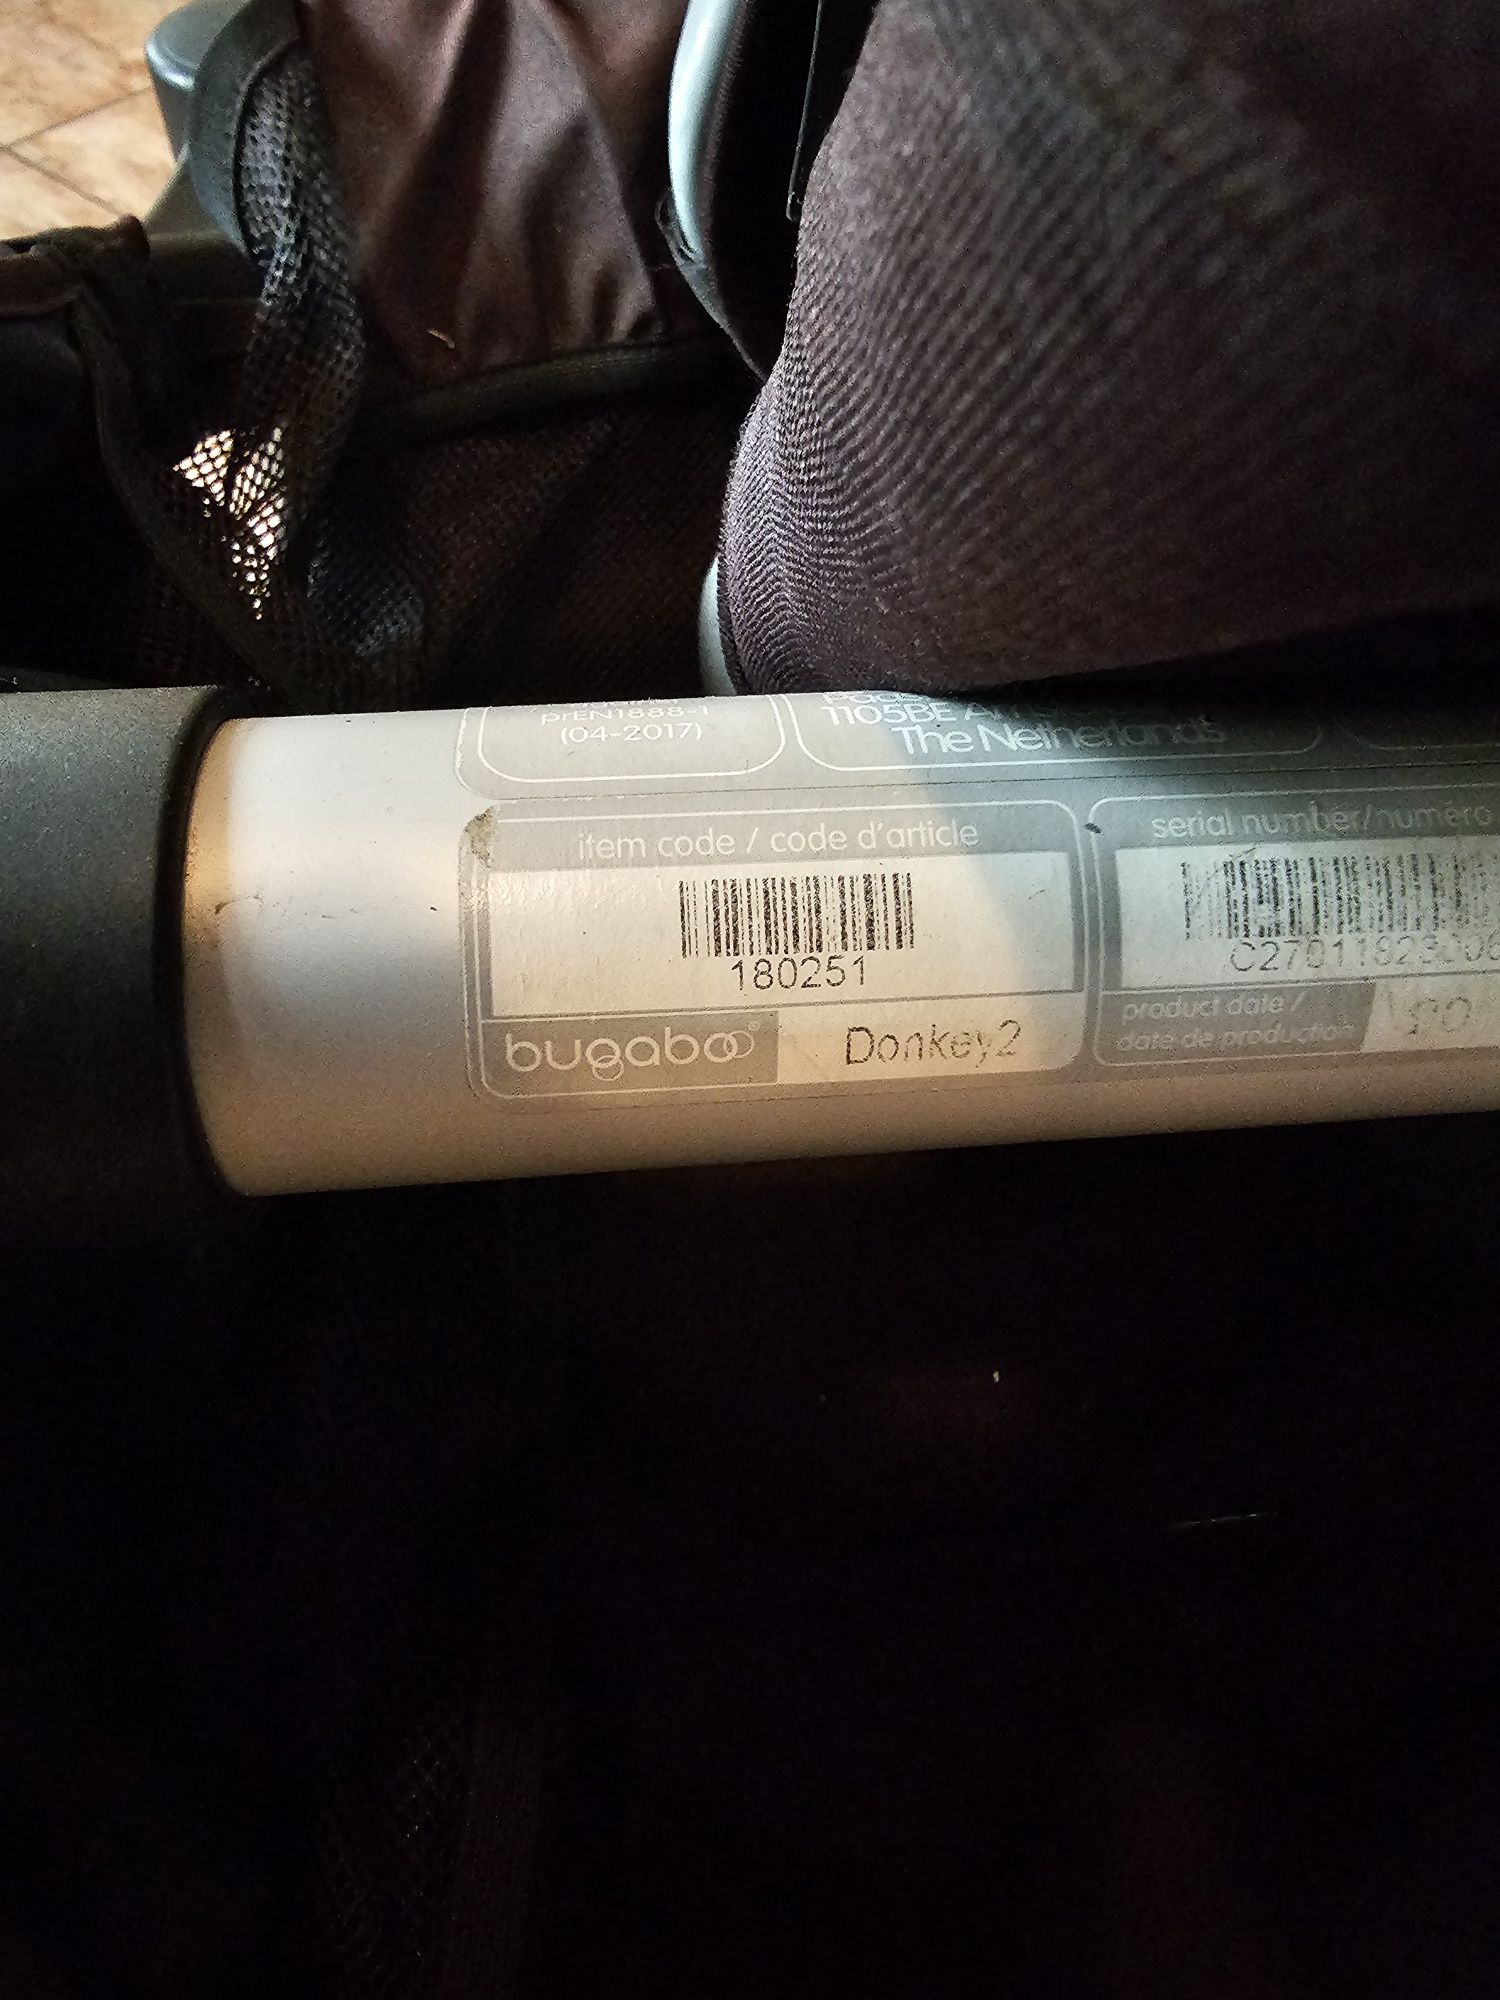 prEN1888-1
(04-2017)
1105BE
The Netherlands
item code / code d'article
180251
bugaboo®
Donkey2
serial number/numéro
product date /
date de production